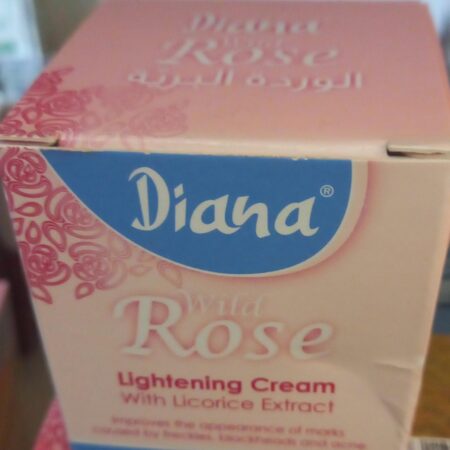 Diana
Wild
Rose
الوردة البرية
Diana®
Wild
Rose
Lightening Cream
With Licorice Extract
Improves the appearance of marks
caused by freckles, blackheads and acne